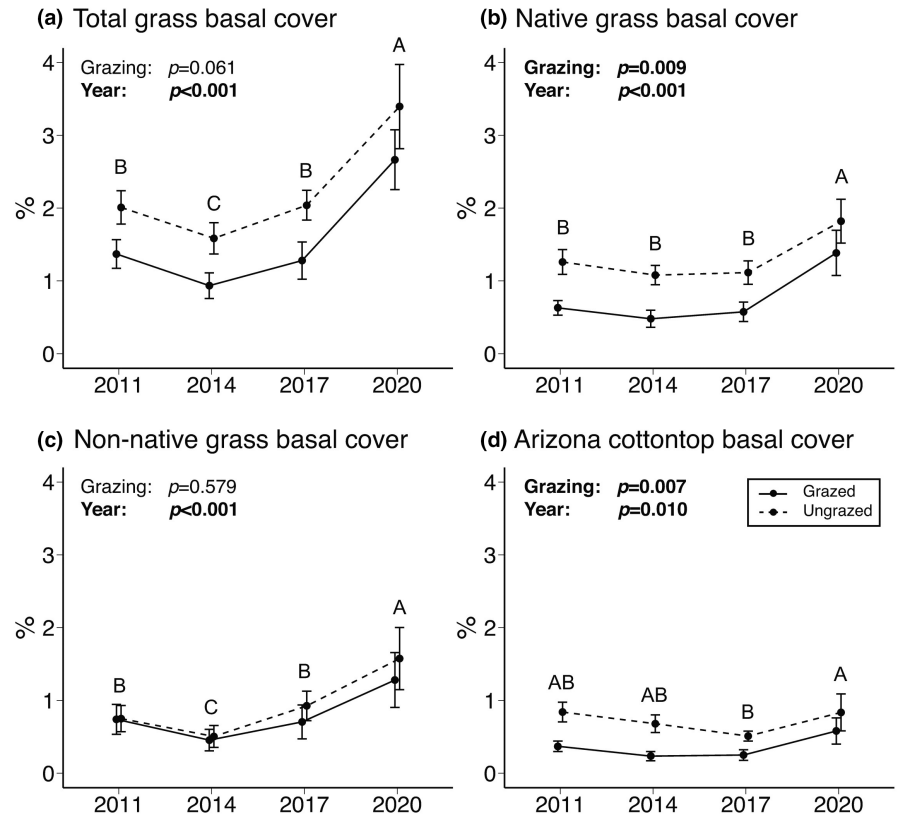 (a) Total grass basal cover
Grazing: p=0.061
Year: p<0.001
A
B
C
B
4
3
2
1
0
%
2011 2014 2017 2020
(b) Native grass basal cover
Grazing: p=0.009
Year: p<0.001
A
B
B
B
4
3
2
1
0
%
2011 2014 2017 2020
(c) Non-native grass basal cover
Grazing: p=0.579
Year: p<0.001
A
B
C
B
4
3
2
1
0
%
2011 2014 2017 2020
(d) Arizona cottontop basal cover
Grazing: p=0.007
Year: p=0.010
Grazed
Ungrazed
AB
AB
B
A
4
3
2
1
0
%
2011 2014 2017 2020